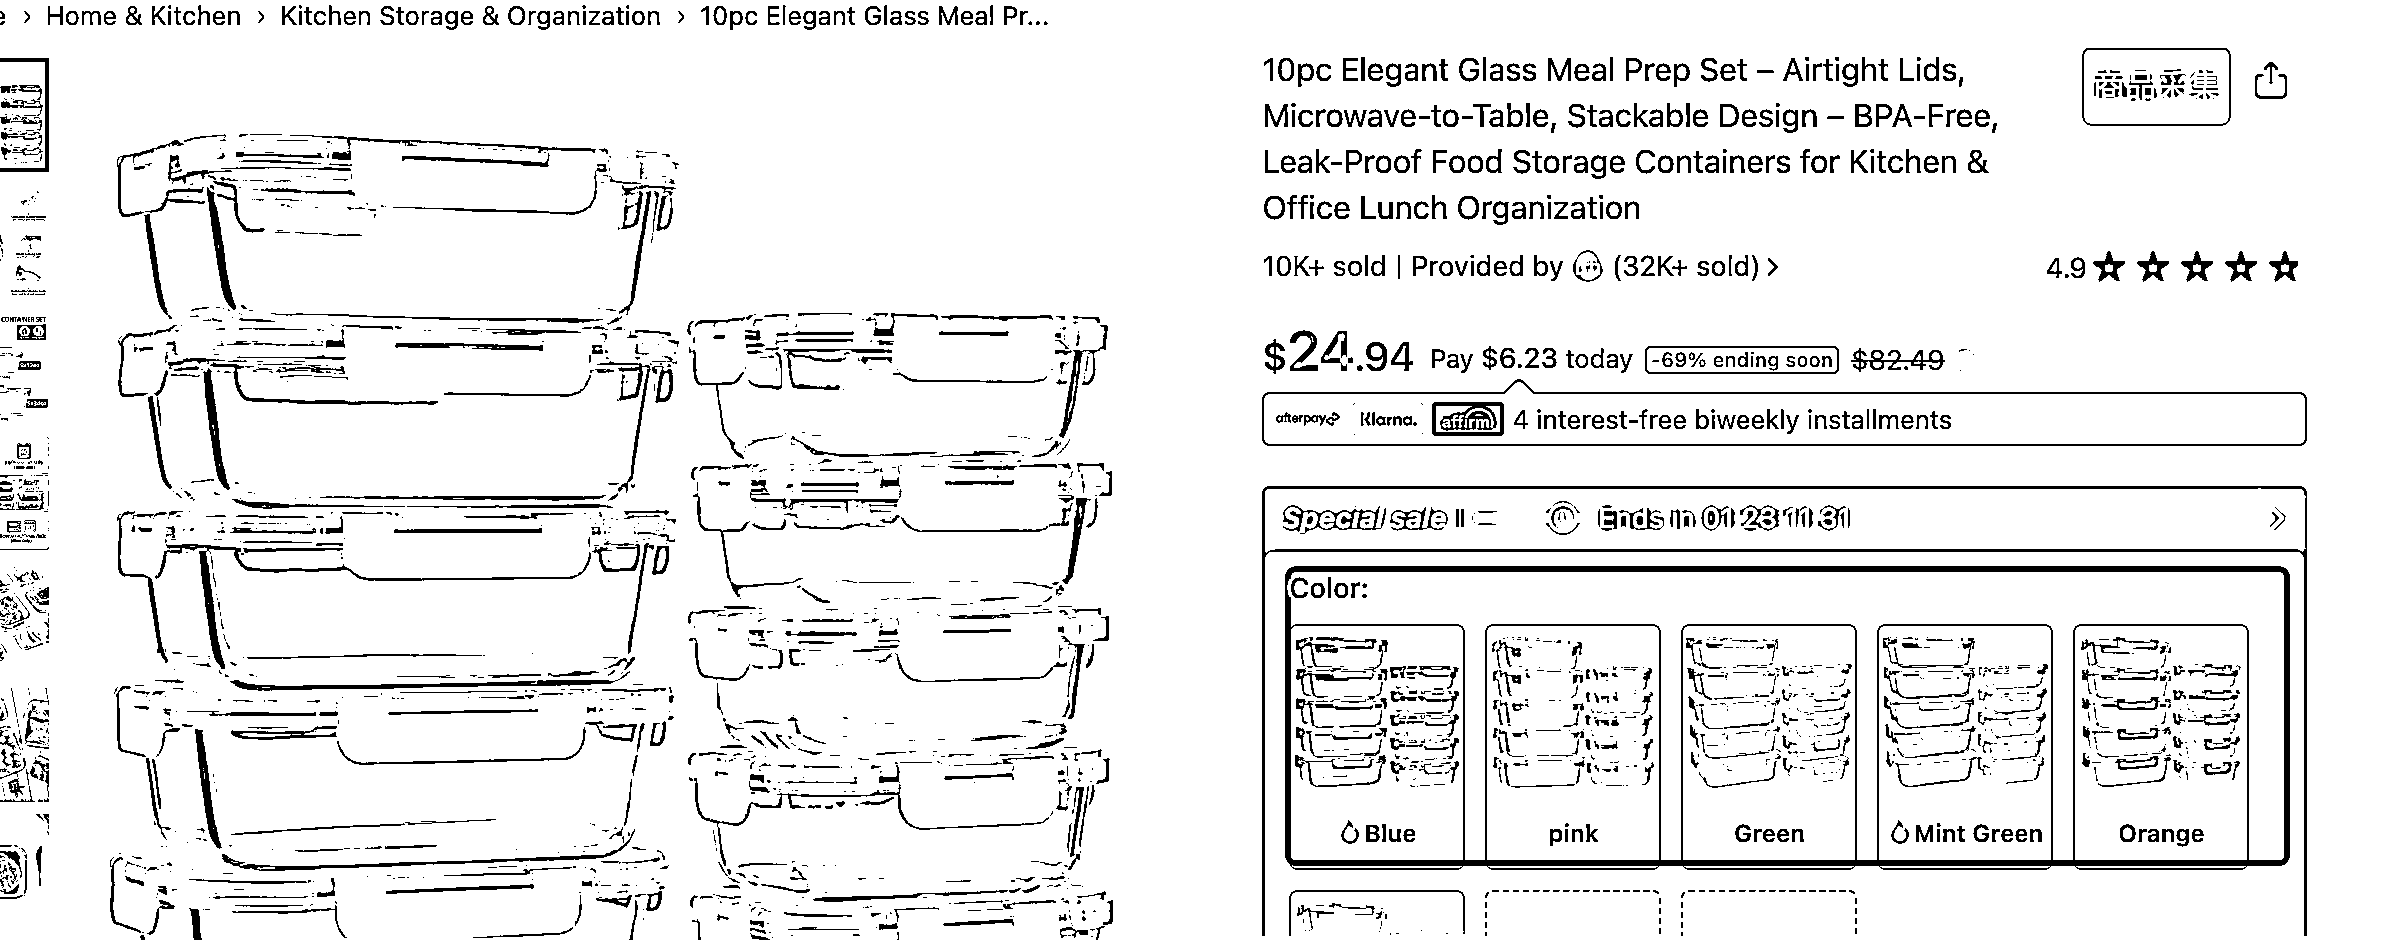 e › Home & Kitchen › Kitchen Storage & Organization › 10pc Elegant Glass Meal Pr...
10pc Elegant Glass Meal Prep Set – Airtight Lids,
Microwave-to-Table, Stackable Design – BPA-Free,
Leak-Proof Food Storage Containers for Kitchen &
Office Lunch Organization
商品采集
10K+ sold | Provided by (32K+ sold) ›
4.9
$24.94 Pay $6.23 today -69% ending soon $82.49
afterpay Klarna. affirm 4 interest-free biweekly installments
Special sale
Ends in 01:23:11:31
Color:
Blue
pink
Green
Mint Green
Orange
CONTAINER SET